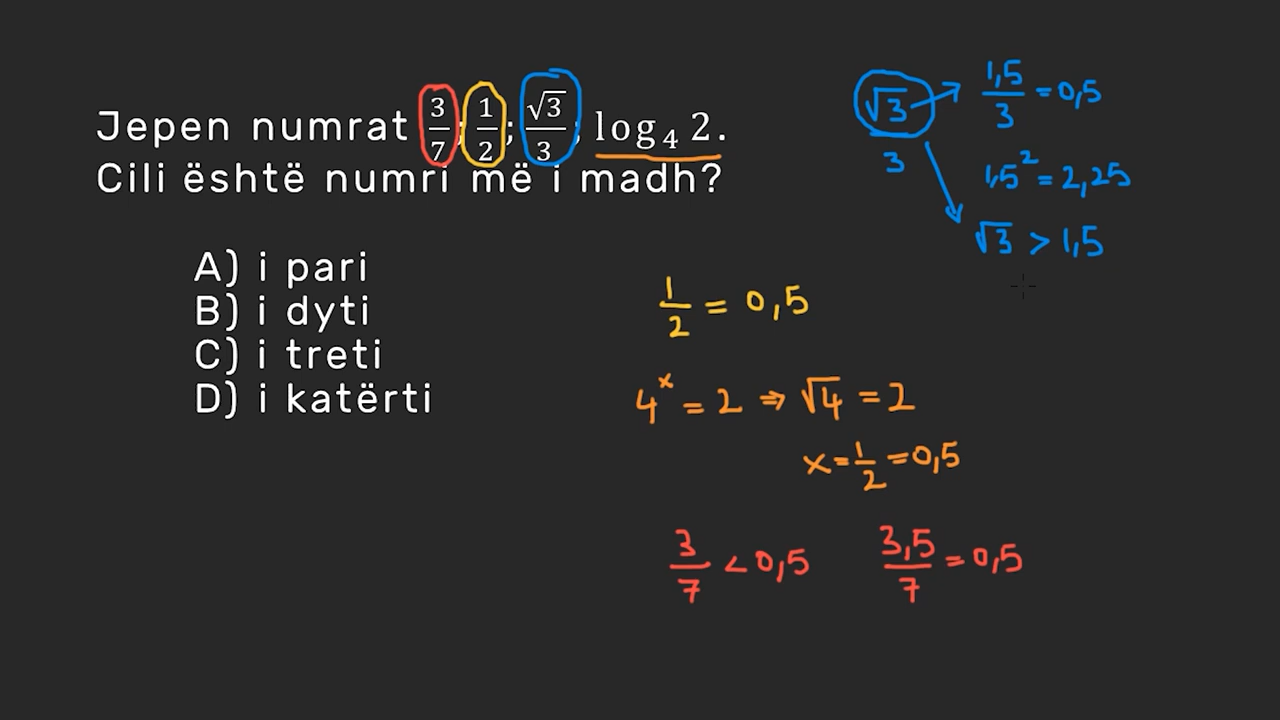 Jepen numrat 3/7; 1/2; √3/3; log₄ 2.
Cili është numri më i madh?
A) i pari
B) i dyti
C) i treti
D) i katërti
√3/3
1,5/3 = 0,5
1,5² = 2,25
√3 > 1,5
1/2 = 0,5
4ˣ = 2 ⇒ √4 = 2
x = 1/2 = 0,5
3/7 < 0,5
3,5/7 = 0,5